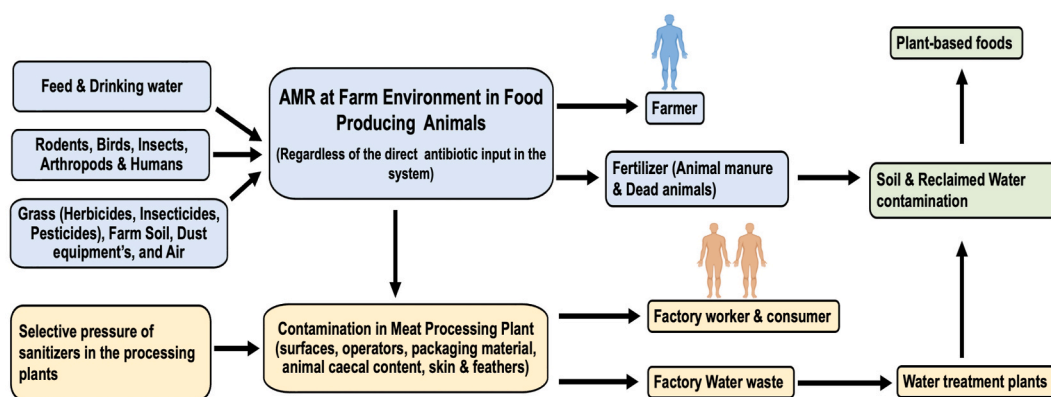 Feed & Drinking water
Rodents, Birds, Insects,
Arthropods & Humans
Grass (Herbicides, Insecticides,
Pesticides), Farm Soil, Dust
equipment's, and Air
AMR at Farm Environment in Food
Producing Animals
(Regardless of the direct antibiotic input in the
system)
Farmer
Fertilizer (Animal manure
& Dead animals)
Plant-based foods
Soil & Reclaimed Water
contamination
Selective pressure of
sanitizers in the processing
plants
Contamination in Meat Processing Plant
(surfaces, operators, packaging material,
animal caecal content, skin & feathers)
Factory worker & consumer
Factory Water waste
Water treatment plants